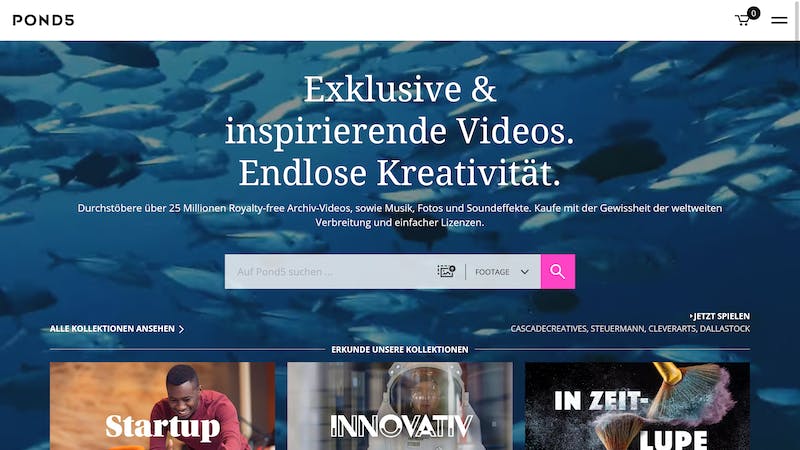 POND5
0
Exklusive &
inspirierende Videos.
Endlose Kreativität.
Durchstöbere über 25 Millionen Royalty-free Archiv-Videos, sowie Musik, Fotos und Soundeffekte. Kaufe mit der Gewissheit der weltweiten
Verbreitung und einfacher Lizenzen.
Auf Pond5 suchen ...
FOOTAGE
JETZT SPIELEN
ALLE KOLLEKTIONEN ANSEHEN
CASCADECREATIVES, STEUERMANN, CLEVERARTS, DALLASTOCK
ERKUNDE UNSERE KOLLEKTIONEN
Startup
INNOVATIV
IN ZEIT-
LUPE